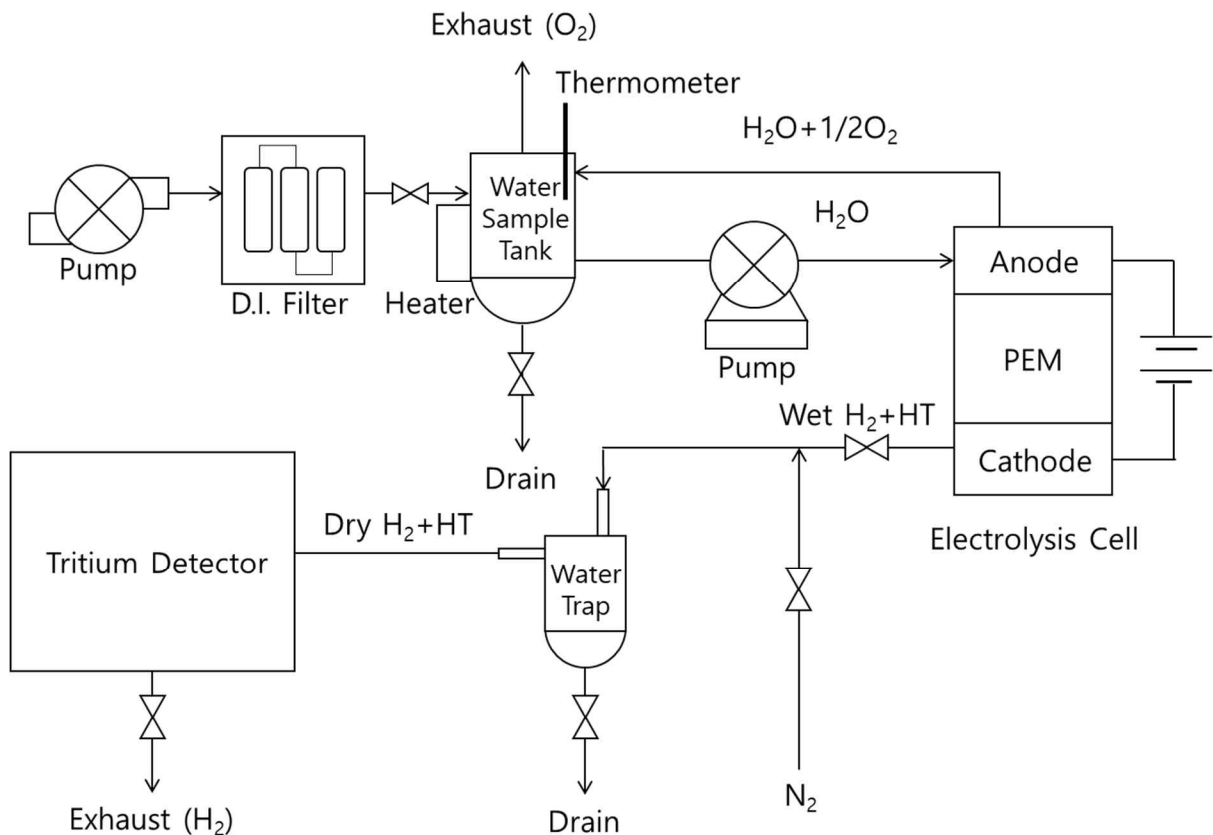 Exhaust (O₂)
Thermometer
H₂O+1/2O₂
Water
Sample
Tank
H₂O
Pump
D.I. Filter
Heater
Anode
Pump
PEM
Wet H₂+HT
Cathode
Drain
Dry H₂+HT
Electrolysis Cell
Tritium Detector
Water
Trap
N₂
Exhaust (H₂)
Drain